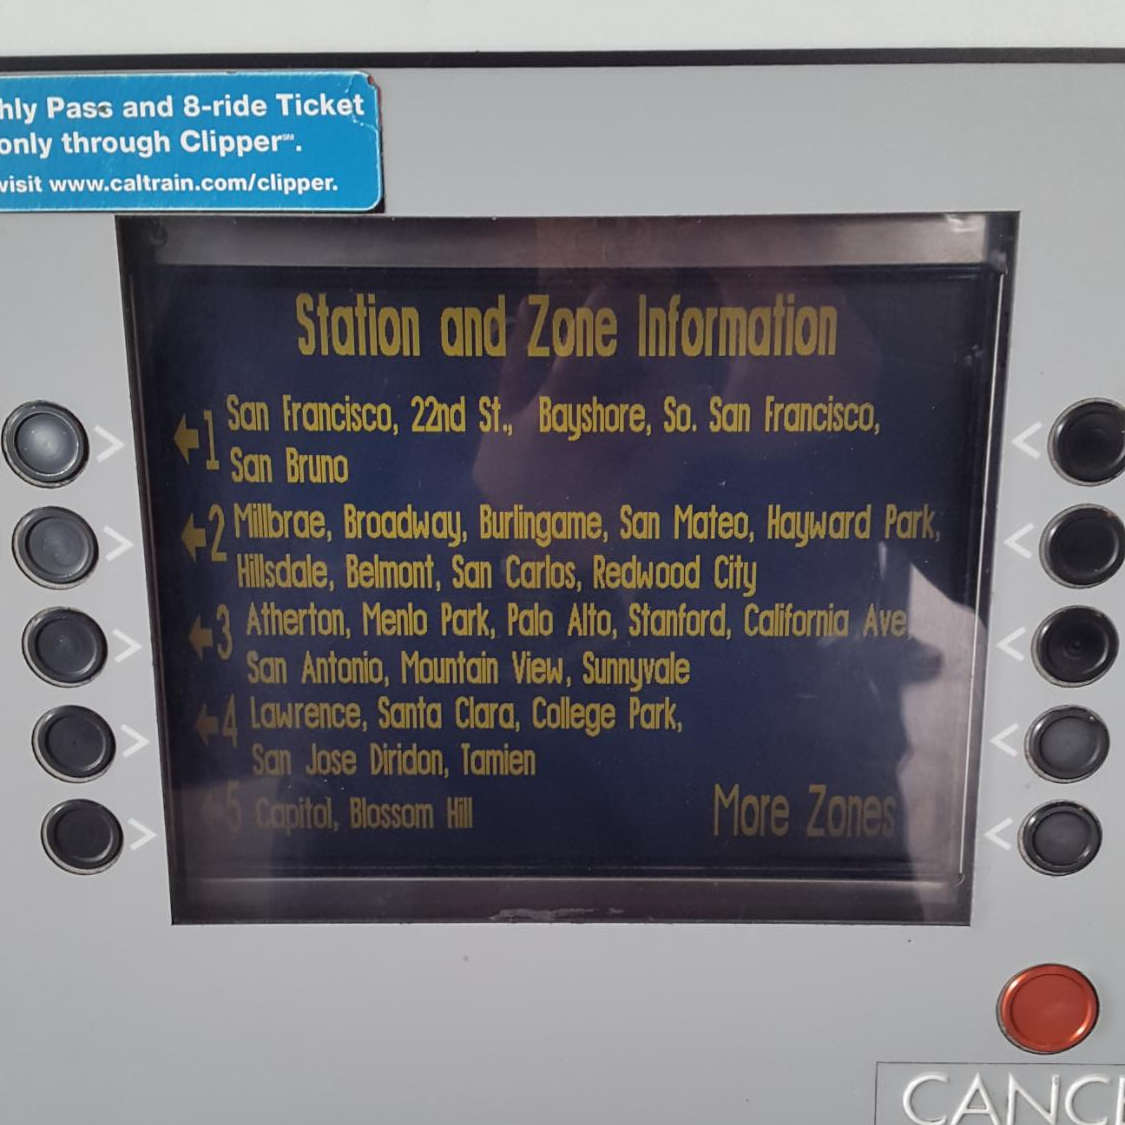 hly Pass and 8-ride Ticket
only through Clipper℠.
visit www.caltrain.com/clipper.
Station and Zone Information
1 San Francisco, 22nd St., Bayshore, So. San Francisco,
San Bruno
2 Millbrae, Broadway, Burlingame, San Mateo, Hayward Park,
Hillsdale, Belmont, San Carlos, Redwood City
3 Atherton, Menlo Park, Palo Alto, Stanford, California Ave
San Antonio, Mountain View, Sunnyvale
4 Lawrence, Santa Clara, College Park,
San Jose Diridon, Tamien
5 Capitol, Blossom Hill
More Zones
CANCE